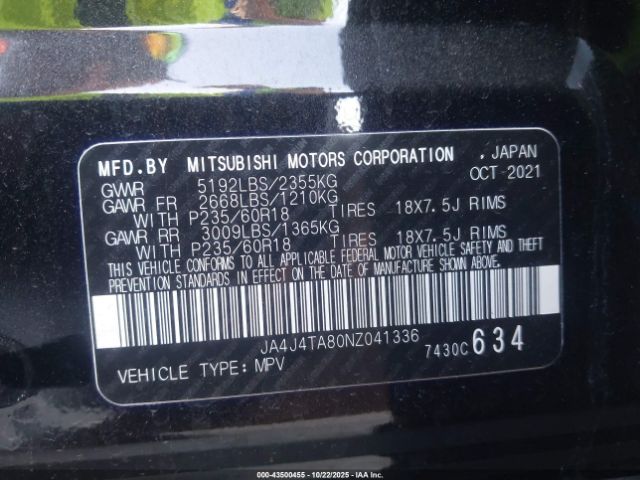 MFD.BY MITSUBISHI MOTORS CORPORATION , JAPAN
GVWR 5192LBS/2355KG OCT-2021
GAWR FR 2668LBS/1210KG
WITH P235/60R18 TIRES 18X7.5J RIMS
GAWR RR 3009LBS/1365KG
WITH P235/60R18 TIRES 18X7.5J RIMS
THIS VEHICLE CONFORMS TO ALL APPLICABLE FEDERAL MOTOR VEHICLE SAFETY AND THEFT
PREVENTION STANDARDS IN EFFECT ON THE DATE OF MANUFACTURE SHOWN ABOVE.
JA4J4TA80NZ041336
VEHICLE TYPE: MPV 7430C 634
000-43500455 - 10/22/2025 - IAAI.COM